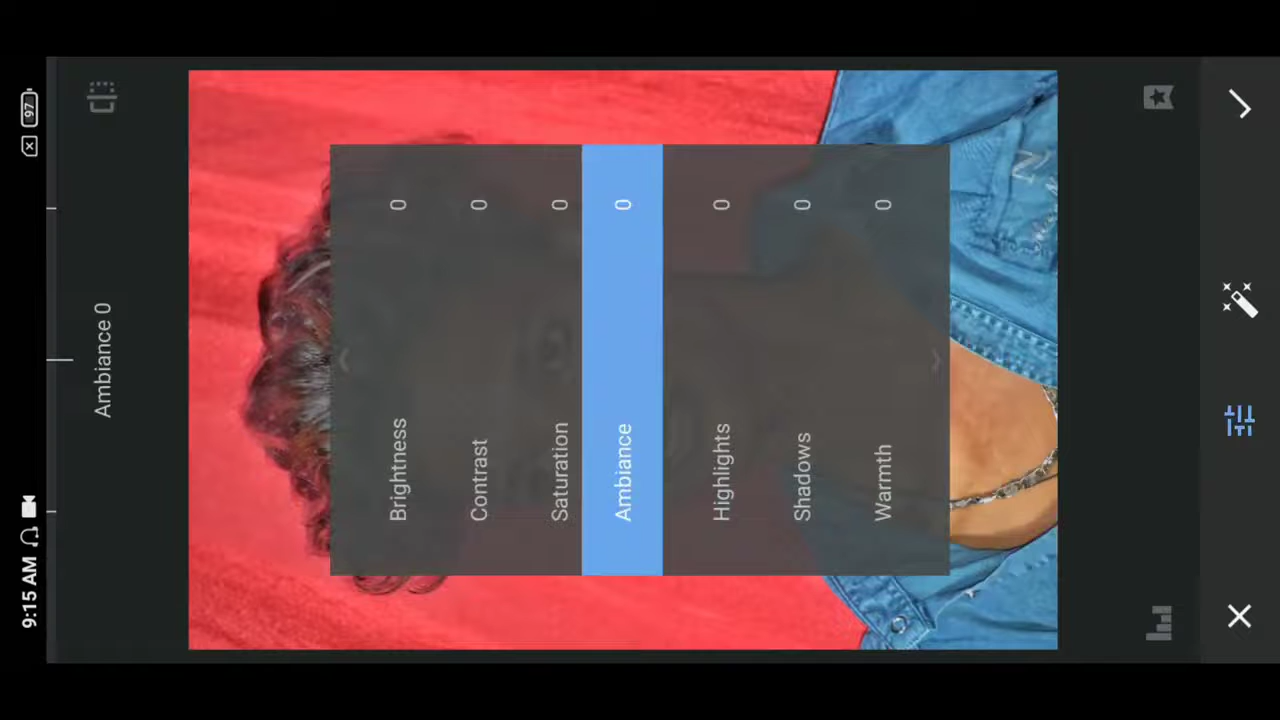 9:15 AM 97
Ambiance 0
Brightness 0
Contrast 0
Saturation 0
Ambiance 0
Highlights 0
Shadows 0
Warmth 0